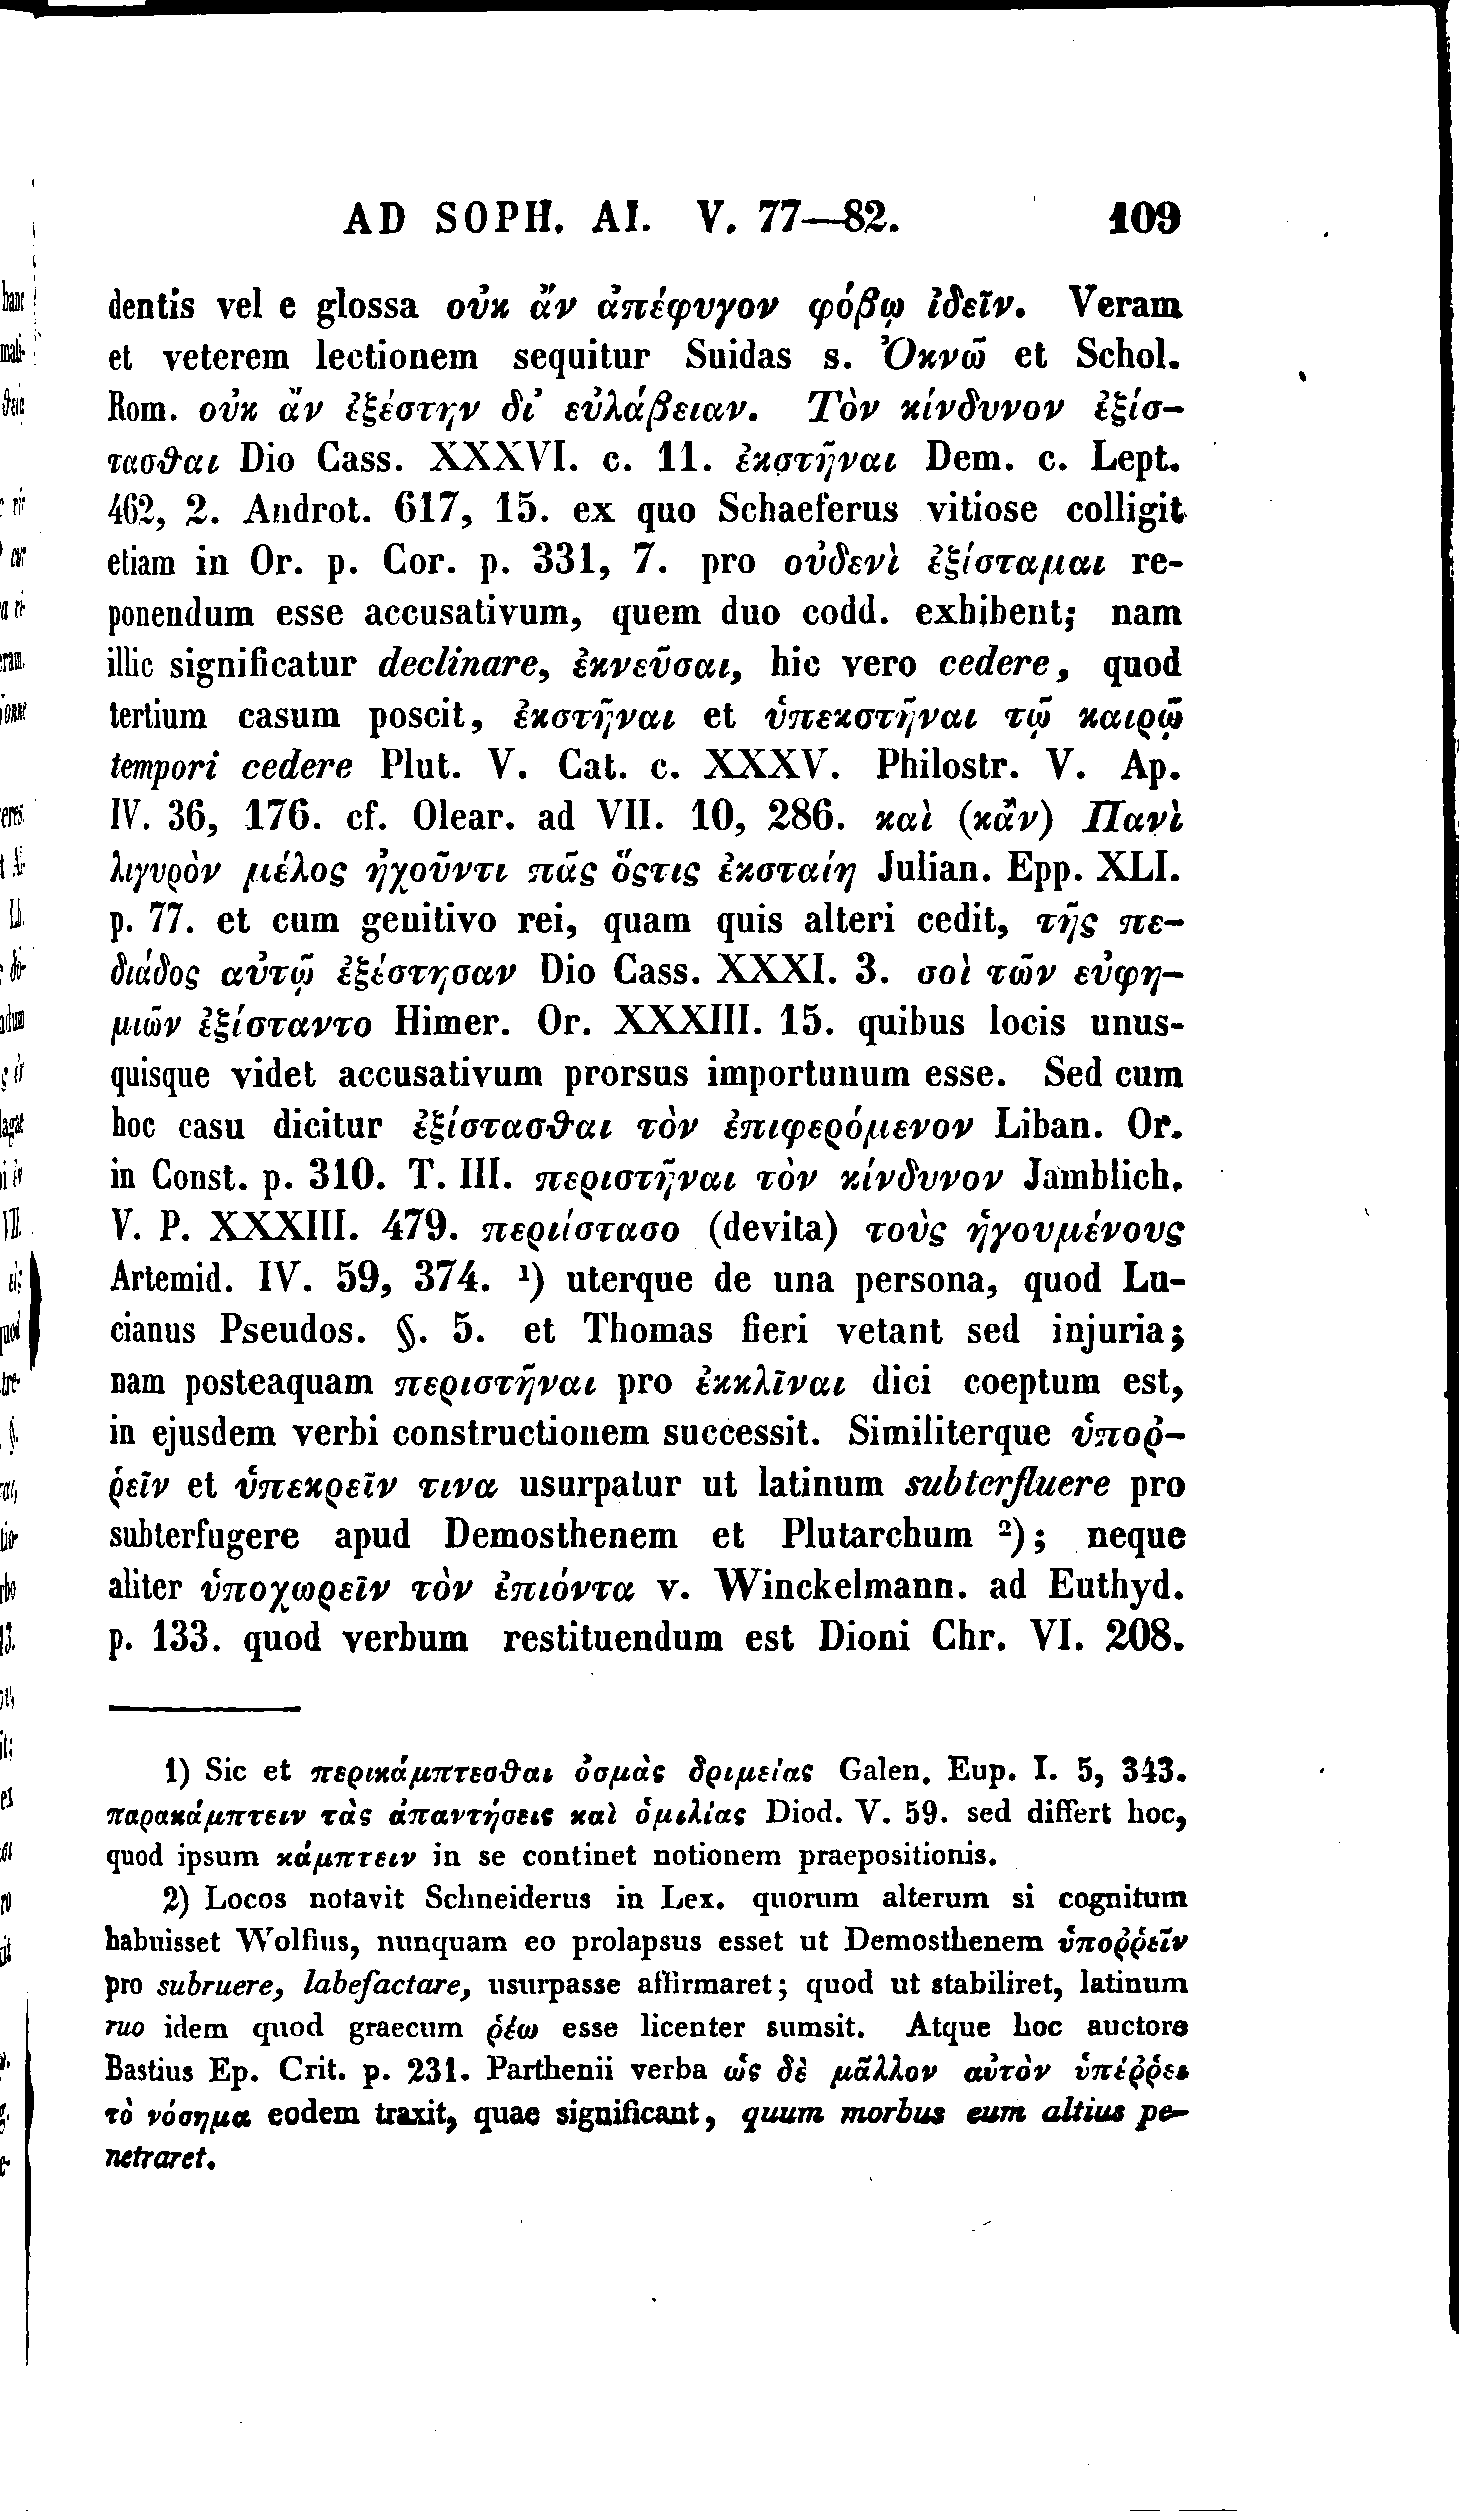 AD SOPH. AI. V. 77—82. 109
dentis vel e glossa οὐκ ἂν ἀπέφυγον φόβῳ ἰδεῖν. Veram
et veterem lectionem sequitur Suidas s. Ὀκνῶ et Schol.
Rom. οὐκ ἂν ἐξέστην δι’ εὐλάβειαν. Τὸν κίνδυνον ἐξίσ-
τασθαι Dio Cass. XXXVI. c. 11. ἐκστῆναι Dem. c. Lept.
462, 2. Androt. 617, 15. ex quo Schaeferus vitiose colligit
etiam in Or. p. Cor. p. 331, 7. pro οὐδενὶ ἐξίσταμαι re-
ponendum esse accusativum, quem duo codd. exhibent; nam
illic significatur declinare, ἐκνεῦσαι, hic vero cedere, quod
tertium casum poscit, ἐκστῆναι et ὑπεκστῆναι τῷ καιρῷ
tempori cedere Plut. V. Cat. c. XXXV. Philostr. V. Ap.
IV. 36, 176. cf. Olear. ad VII. 10, 286. καὶ (κἂν) Πανὶ
λιγυρὸν μέλος ἠχοῦντι πᾶς ὅςτις ἐκσταίη Julian. Epp. XLI.
p. 77. et cum genitivo rei, quam quis alteri cedit, τῆς πε-
διάδος αὐτῷ ἐξέστησαν Dio Cass. XXXI. 3. σοὶ τῶν εὐφη-
μιῶν ἐξίσταντο Himer. Or. XXXIII. 15. quibus locis unus-
quisque videt accusativum prorsus importunum esse. Sed cum
hoc casu dicitur ἐξίστασθαι τὸν ἐπιφερόμενον Liban. Or.
in Const. p. 310. T. III. περιστῆναι τὸν κίνδυνον Jamblich.
V. P. XXXIII. 479. περιίστασο (devita) τοὺς ἡγουμένους
Artemid. IV. 59, 374. ¹) uterque de una persona, quod Lu-
cianus Pseudos. §. 5. et Thomas fieri vetant sed injuria;
nam posteaquam περιστῆναι pro ἐκκλῖναι dici coeptum est,
in ejusdem verbi constructionem successit. Similiterque ὑποῤ-
ῥεῖν et ὑπεκρεῖν τινα usurpatur ut latinum subterfluere pro
subterfugere apud Demosthenem et Plutarchum ²); neque
aliter ὑποχωρεῖν τὸν ἐπιόντα v. Winckelmann. ad Euthyd.
p. 133. quod verbum restituendum est Dioni Chr. VI. 208.
1) Sic et περικάμπτεσθαι ὀσμὰς δριμείας Galen. Eup. I. 5, 343.
παρακάμπτειν τὰς ἀπαντήσεις καὶ ὁμιλίας Diod. V. 59. sed differt hoc,
quod ipsum κάμπτειν in se continet notionem praepositionis.
2) Locos notavit Schneiderus in Lex. quorum alterum si cognitum
habuisset Wolfius, nunquam eo prolapsus esset ut Demosthenem ὑποῤῥεῖν
pro subruere, labefactare, usurpasse affirmaret; quod ut stabiliret, latinum
ruo idem quod graecum ῥέω esse licenter sumsit. Atque hoc auctore
Bastius Ep. Crit. p. 231. Parthenii verba ὡς δὲ μᾶλλον αὐτὸν ὑπέῤῥει
τὸ νόσημα eodem traxit, quae significant, quum morbus eum altius pe-
netraret.